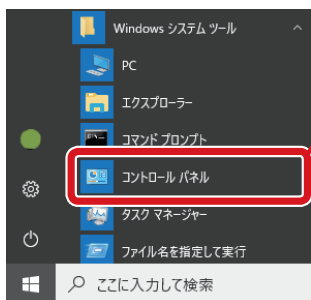 Windows システム ツール
PC
エクスプローラー
コマンド プロンプト
コントロール パネル
タスク マネージャー
ファイル名を指定して実行
ここに入力して検索